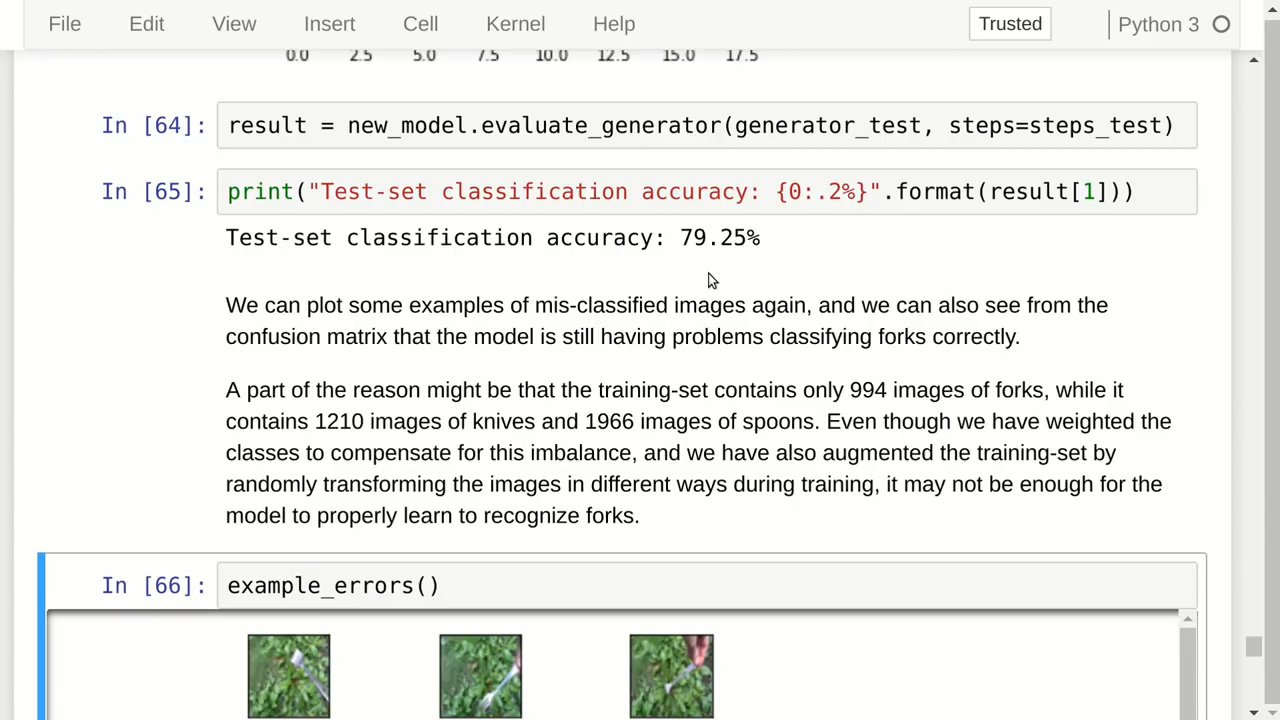 File Edit View Insert Cell Kernel Help Trusted Python 3
0.0 2.5 5.0 7.5 10.0 12.5 15.0 17.5
In [64]: result = new_model.evaluate_generator(generator_test, steps=steps_test)
In [65]: print("Test-set classification accuracy: {0:.2%}".format(result[1]))
Test-set classification accuracy: 79.25%
We can plot some examples of mis-classified images again, and we can also see from the
confusion matrix that the model is still having problems classifying forks correctly.
A part of the reason might be that the training-set contains only 994 images of forks, while it
contains 1210 images of knives and 1966 images of spoons. Even though we have weighted the
classes to compensate for this imbalance, and we have also augmented the training-set by
randomly transforming the images in different ways during training, it may not be enough for the
model to properly learn to recognize forks.
In [66]: example_errors()